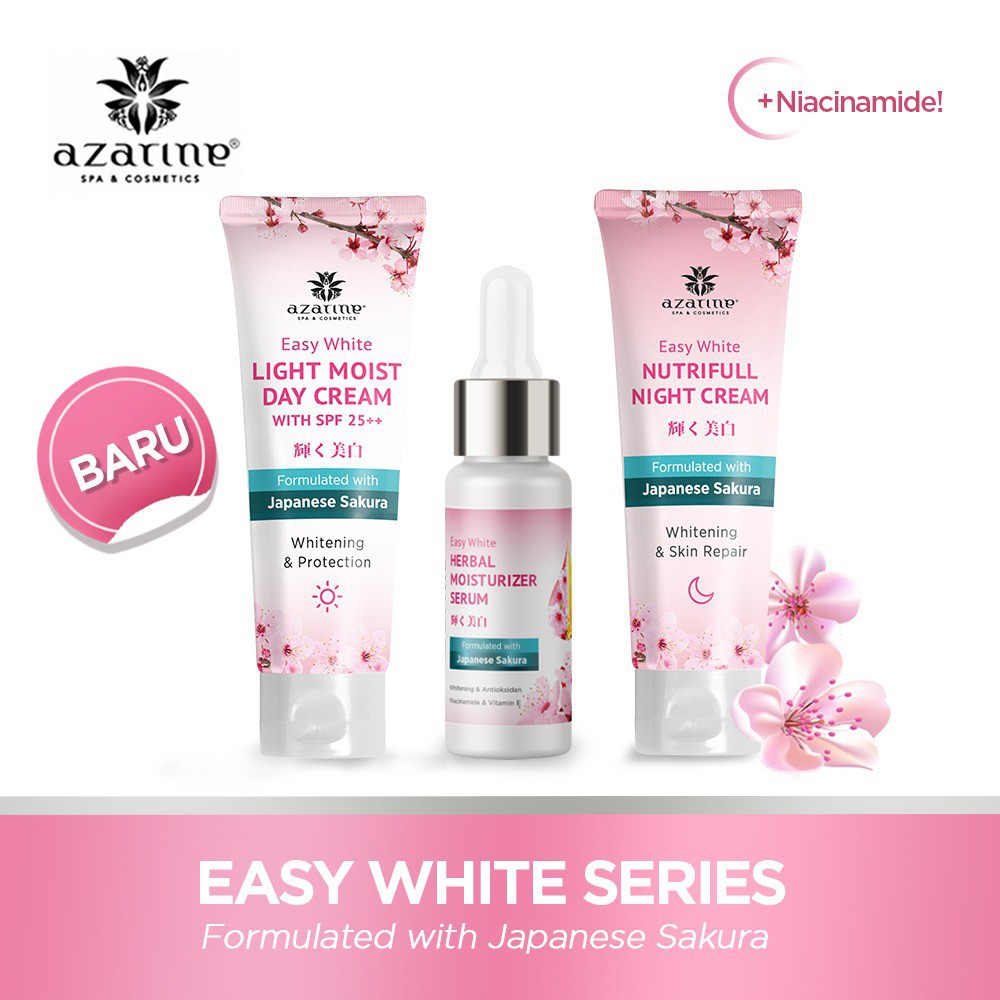 azarine®
SPA & COSMETICS
+Niacinamide!
BARU
azarine®
SPA & COSMETICS
Easy White
LIGHT MOIST
DAY CREAM
WITH SPF 25++
輝く美白
Formulated with
Japanese Sakura
Whitening
& Protection
Easy White
HERBAL
MOISTURIZER
SERUM
輝く美白
Formulated with
Japanese Sakura
Whitening & Antioksidan
Niacinamide & Vitamin E
azarine®
SPA & COSMETICS
Easy White
NUTRIFULL
NIGHT CREAM
輝く美白
Formulated with
Japanese Sakura
Whitening
& Skin Repair
EASY WHITE SERIES
Formulated with Japanese Sakura